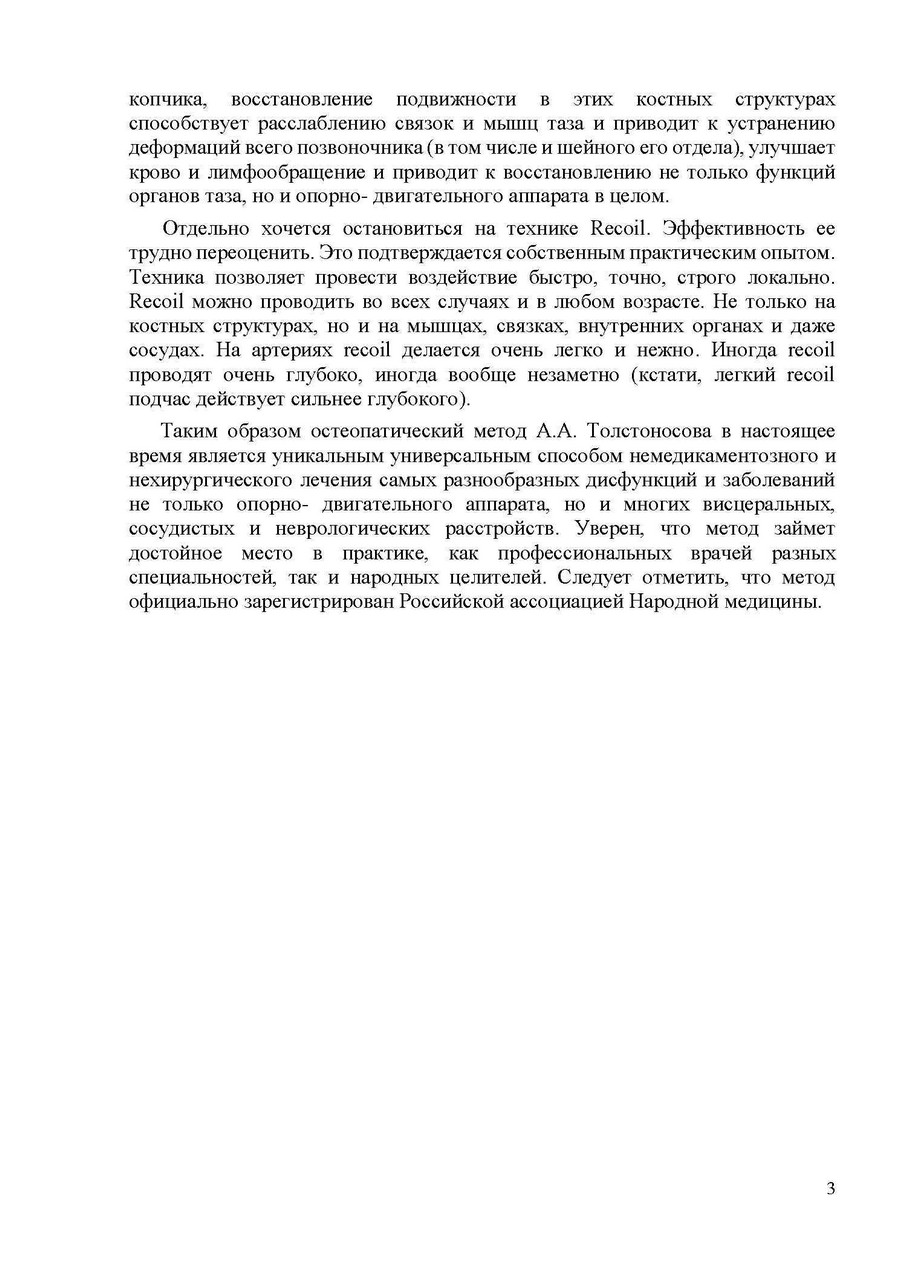 копчика, восстановление подвижности в этих костных структурах
способствует расслаблению связок и мышц таза и приводит к устранению
деформаций всего позвоночника (в том числе и шейного его отдела), улучшает
крово и лимфообращение и приводит к восстановлению не только функций
органов таза, но и опорно- двигательного аппарата в целом.
Отдельно хочется остановиться на технике Recoil. Эффективность ее
трудно переоценить. Это подтверждается собственным практическим опытом.
Техника позволяет провести воздействие быстро, точно, строго локально.
Recoil можно проводить во всех случаях и в любом возрасте. Не только на
костных структурах, но и на мышцах, связках, внутренних органах и даже
сосудах. На артериях recoil делается очень легко и нежно. Иногда recoil
проводят очень глубоко, иногда вообще незаметно (кстати, легкий recoil
подчас действует сильнее глубокого).
Таким образом остеопатический метод А.А. Толстоносова в настоящее
время является уникальным универсальным способом немедикаментозного и
нехирургического лечения самых разнообразных дисфункций и заболеваний
не только опорно- двигательного аппарата, но и многих висцеральных,
сосудистых и неврологических расстройств. Уверен, что метод займет
достойное место в практике, как профессиональных врачей разных
специальностей, так и народных целителей. Следует отметить, что метод
официально зарегистрирован Российской ассоциацией Народной медицины.
3